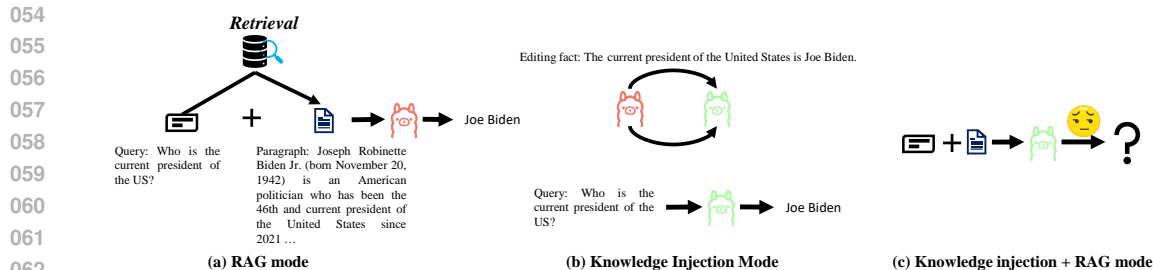 054
055
056
057
058
059
060
061
062
Retrieval
+
Joe Biden
Query: Who is the
current president of
the US?
Paragraph: Joseph Robinette
Biden Jr. (born November 20,
1942) is an American
politician who has been the
46th and current president of
the United States since
2021 …
(a) RAG mode
Editing fact: The current president of the United States is Joe Biden.
Query: Who is the
current president of the
US?
Joe Biden
(b) Knowledge Injection Mode
+
?
(c) Knowledge injection + RAG mode